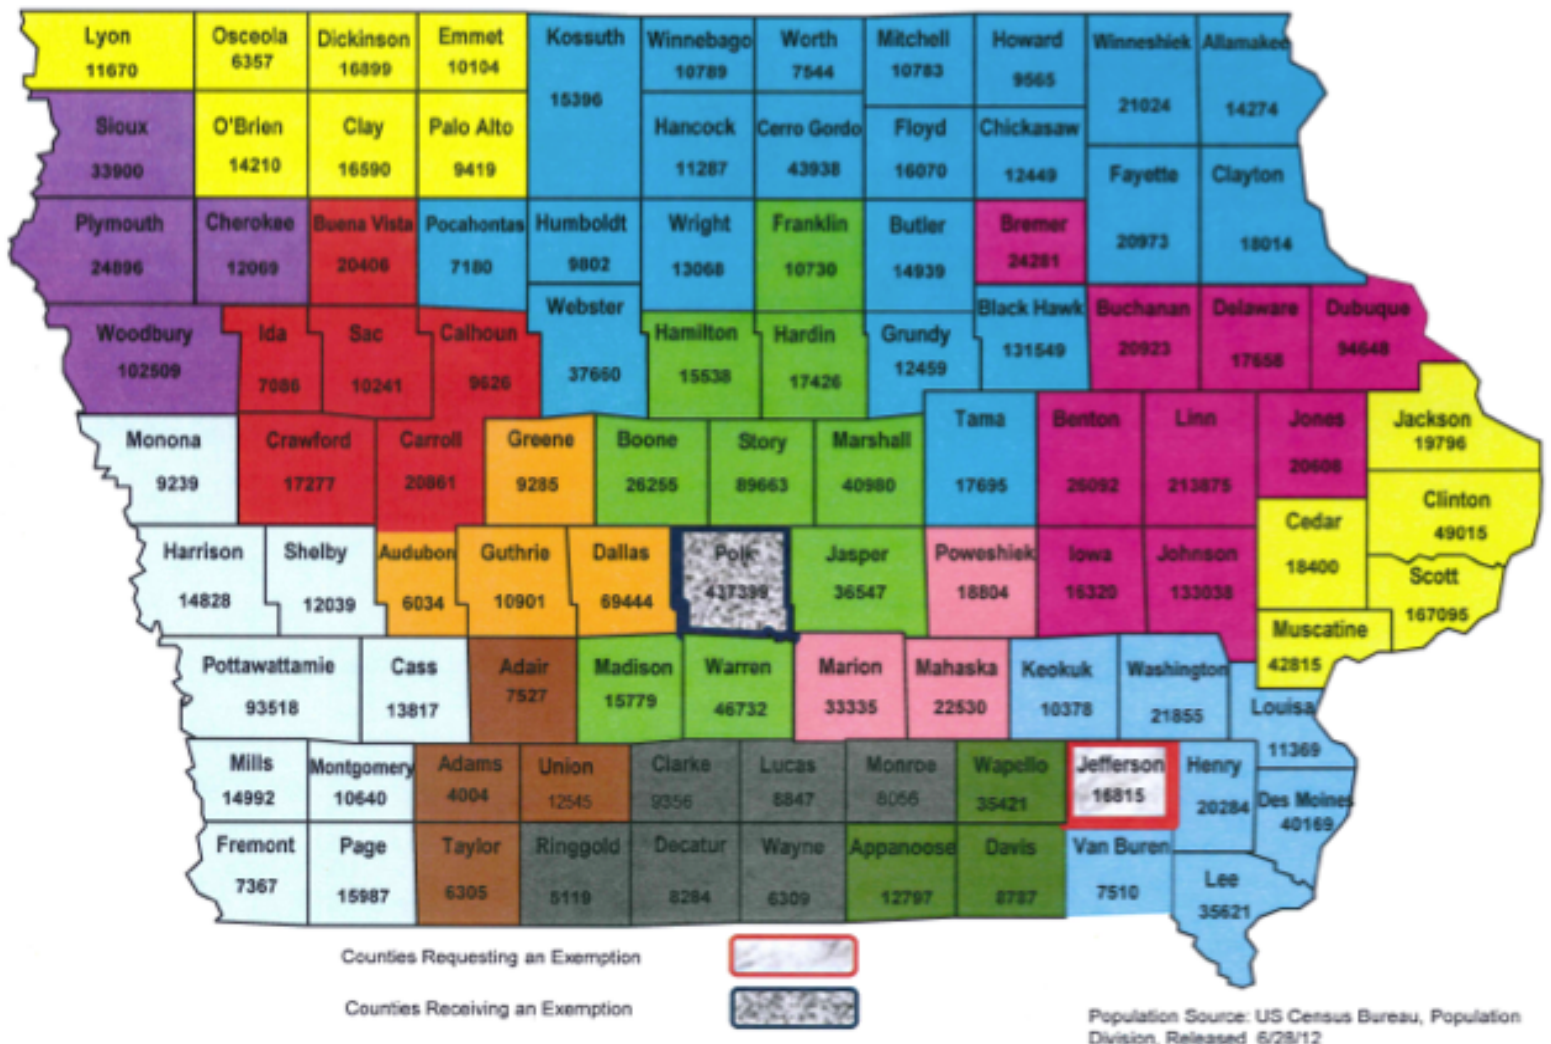 Lyon
11670
Osceola
6357
Dickinson
16899
Emmet
10104
Kossuth
15396
Winnebago
10789
Worth
7544
Mitchell
10783
Howard
9565
Winneshiek
21024
Allamakee
14274
Sioux
33900
O'Brien
14210
Clay
16590
Palo Alto
9419
Hancock
11287
Cerro Gordo
43938
Floyd
16070
Chickasaw
12449
Fayette
20973
Clayton
18014
Plymouth
24896
Cherokee
12069
Buena Vista
20406
Pocahontas
7180
Humboldt
9802
Wright
13068
Franklin
10730
Butler
14939
Bremer
24281
Woodbury
102509
Ida
7086
Sac
10241
Calhoun
9626
Webster
37660
Hamilton
15538
Hardin
17426
Grundy
12459
Black Hawk
131549
Buchanan
20923
Delaware
17658
Dubuque
94648
Monona
9239
Crawford
17277
Carroll
20861
Greene
9285
Boone
26255
Story
89663
Marshall
40980
Tama
17695
Benton
26092
Linn
213875
Jones
20608
Jackson
19796
Clinton
49015
Cedar
18400
Harrison
14828
Shelby
12039
Audubon
6034
Guthrie
10901
Dallas
69444
Polk
437399
Jasper
36547
Poweshiek
18804
Iowa
16320
Johnson
133038
Scott
167095
Muscatine
42815
Pottawattamie
93518
Cass
13817
Adair
7527
Madison
15779
Warren
46732
Marion
33335
Mahaska
22530
Keokuk
10378
Washington
21855
Louisa
11369
Mills
14992
Montgomery
10640
Adams
4004
Union
12545
Clarke
9356
Lucas
8847
Monroe
8056
Wapello
35421
Jefferson
16815
Henry
20284
Des Moines
40169
Fremont
7367
Page
15987
Taylor
6305
Ringgold
5119
Decatur
8284
Wayne
6309
Appanoose
12797
Davis
8787
Van Buren
7510
Lee
35621
Counties Requesting an Exemption
Counties Receiving an Exemption
Population Source: US Census Bureau, Population
Division, Released 6/28/12